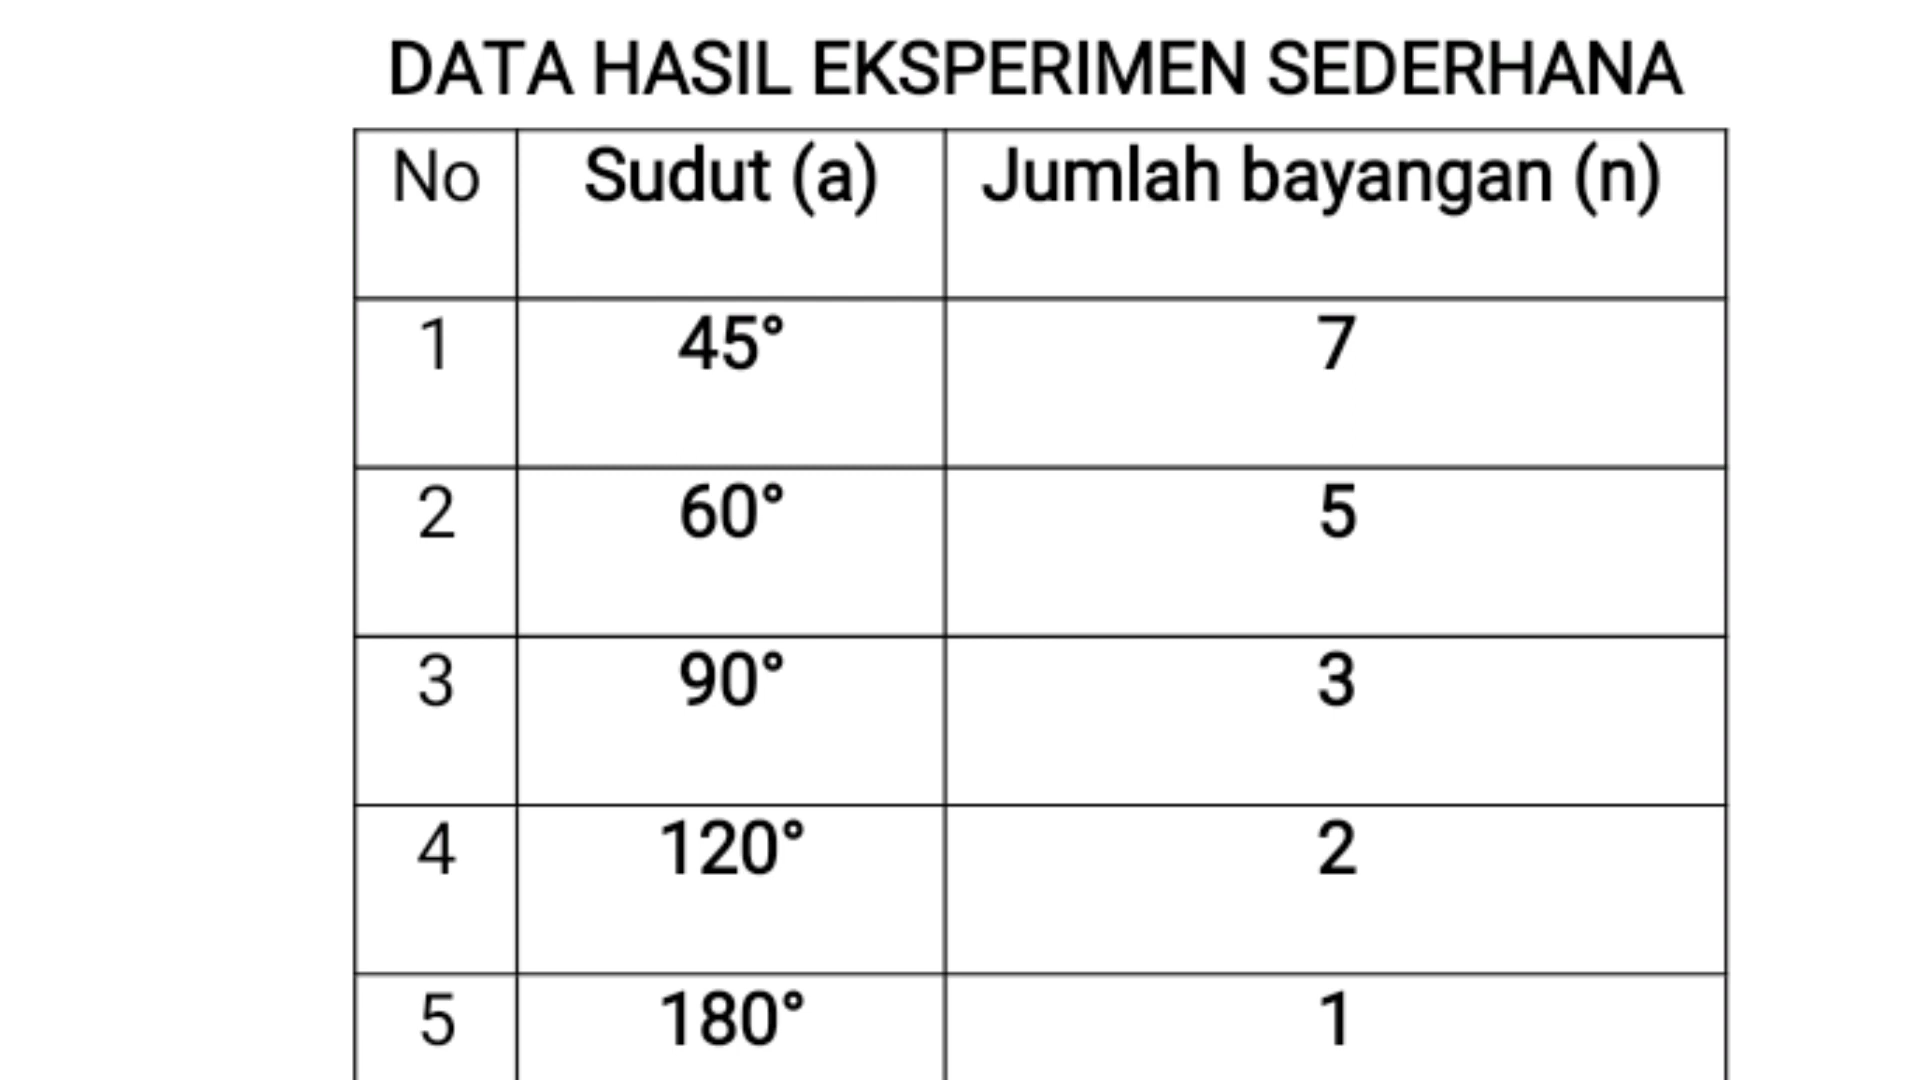 DATA HASIL EKSPERIMEN SEDERHANA
No Sudut (a) Jumlah bayangan (n)
1 45° 7
2 60° 5
3 90° 3
4 120° 2
5 180° 1